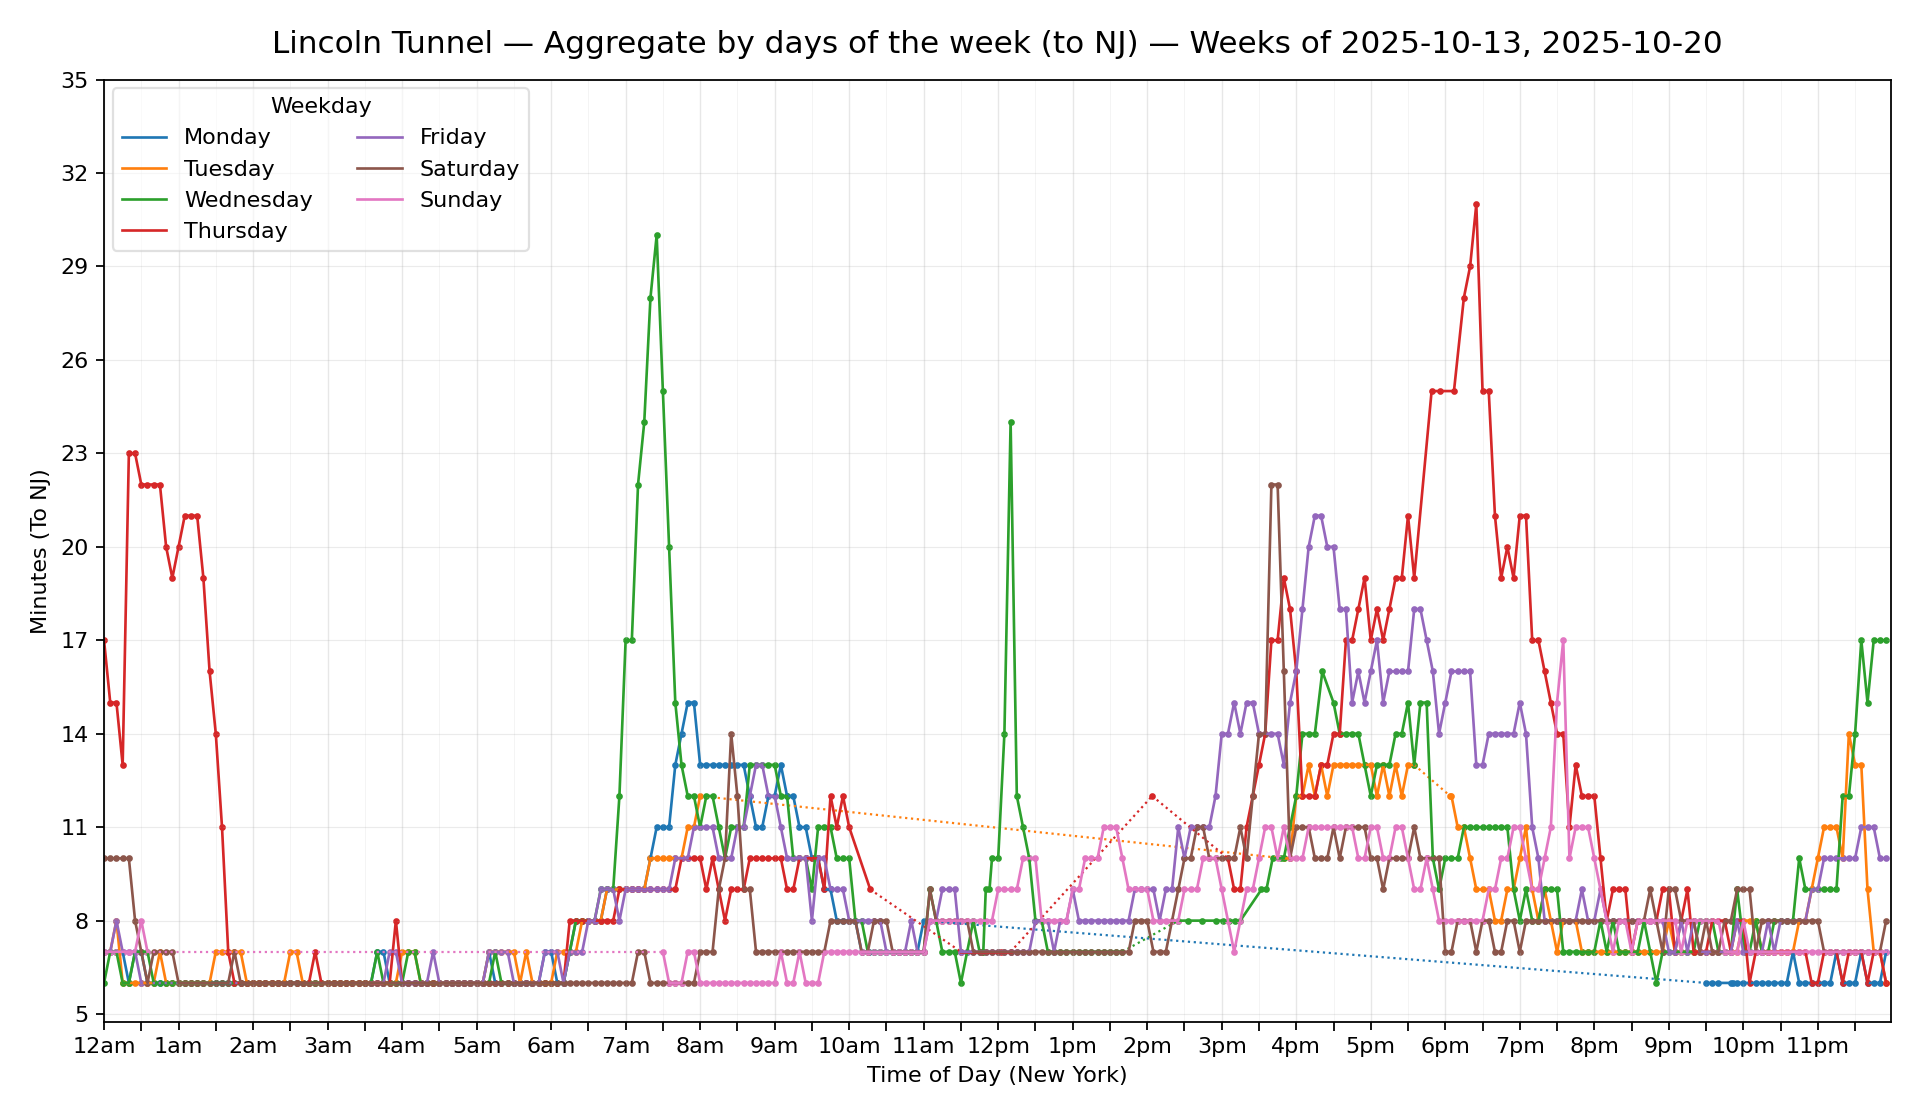 Lincoln Tunnel — Aggregate by days of the week (to NJ) — Weeks of 2025-10-13, 2025-10-20
Weekday
Monday
Tuesday
Wednesday
Thursday
Friday
Saturday
Sunday
35
32
29
26
23
20
17
14
11
8
5
Minutes (To NJ)
12am 1am 2am 3am 4am 5am 6am 7am 8am 9am 10am 11am 12pm 1pm 2pm 3pm 4pm 5pm 6pm 7pm 8pm 9pm 10pm 11pm
Time of Day (New York)